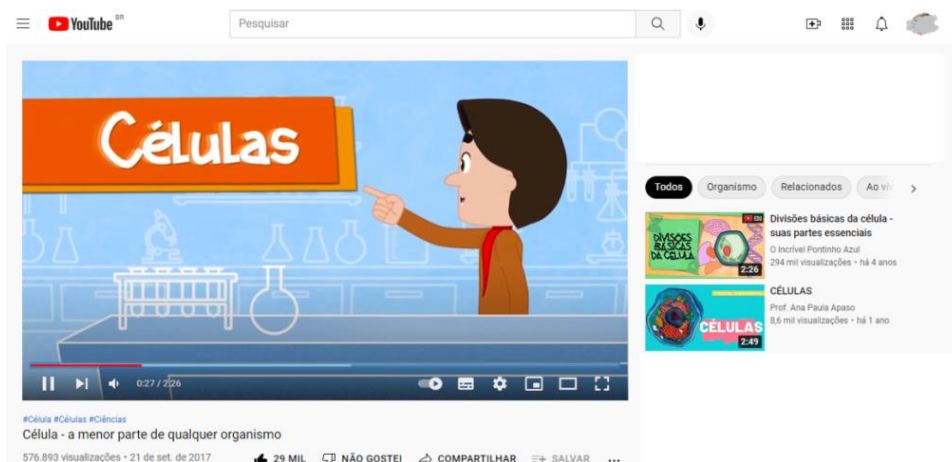 YouTube BR
Pesquisar
Células
0:27 / 2:26
#Célula #Células #Ciências
Célula - a menor parte de qualquer organismo
576.893 visualizações • 21 de set. de 2017
29 MIL NÃO GOSTEI COMPARTILHAR SALVAR ...
Todos Organismo Relacionados Ao vi
DIVISÕES
BÁSICAS
DA CÉLULA
2:26
Divisões básicas da célula -
suas partes essenciais
O Incrível Pontinho Azul
294 mil visualizações • há 4 anos
CÉLULAS
2:49
CÉLULAS
Prof. Ana Paula Apaso
8,6 mil visualizações • há 1 ano